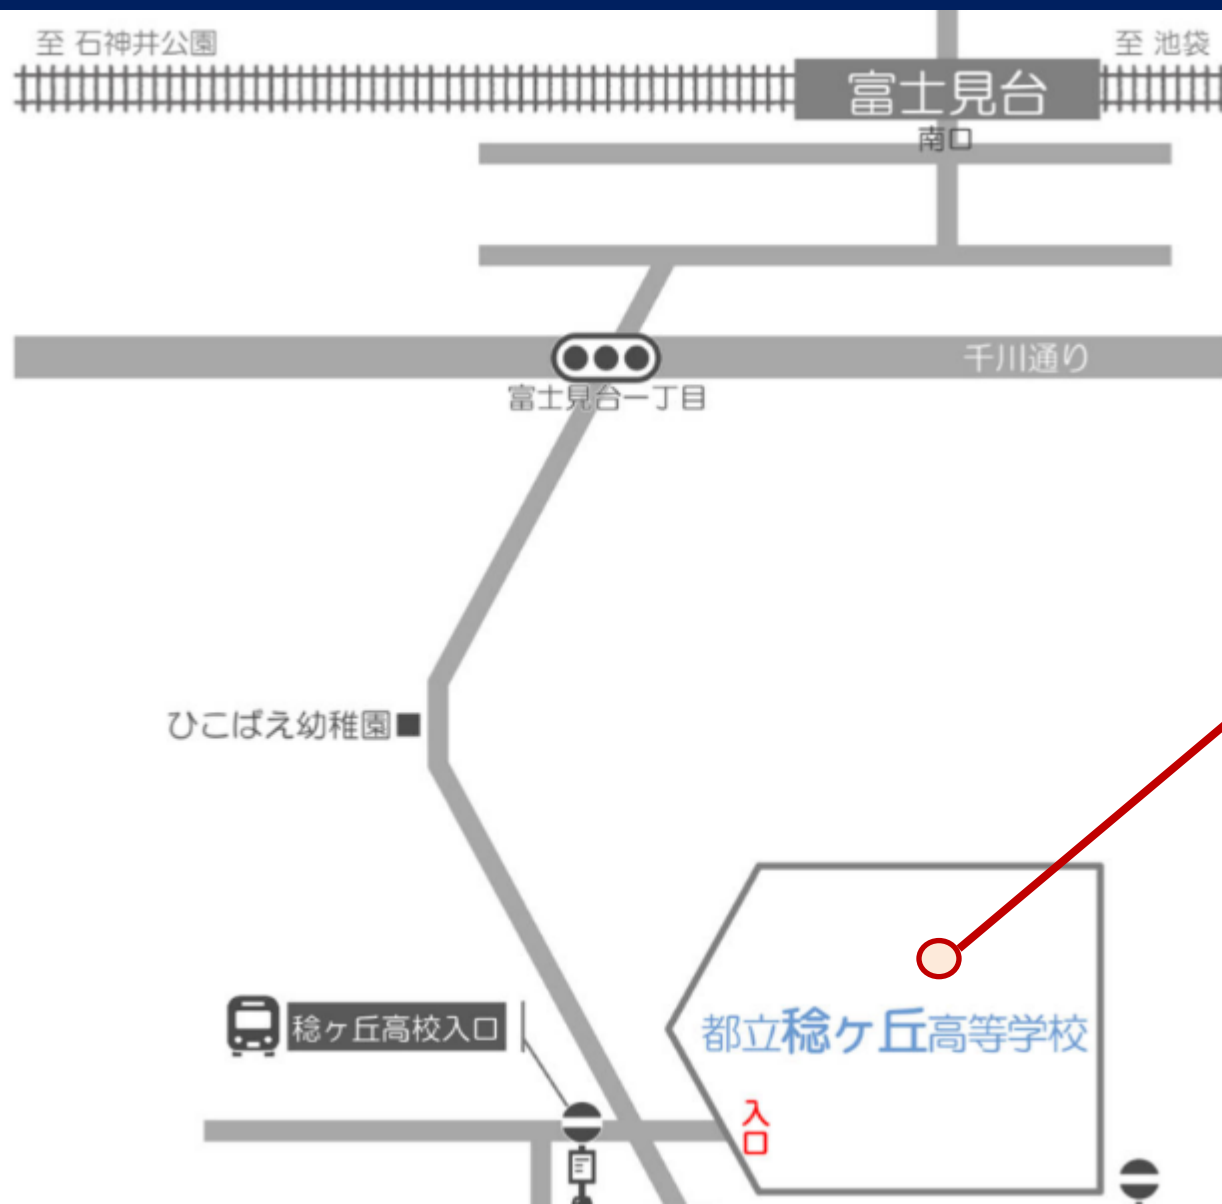 至 石神井公園
至 池袋
富士見台
南口
千川通り
富士見台一丁目
ひこばえ幼稚園
稔ヶ丘高校入口
都立稔ヶ丘高等学校
入口